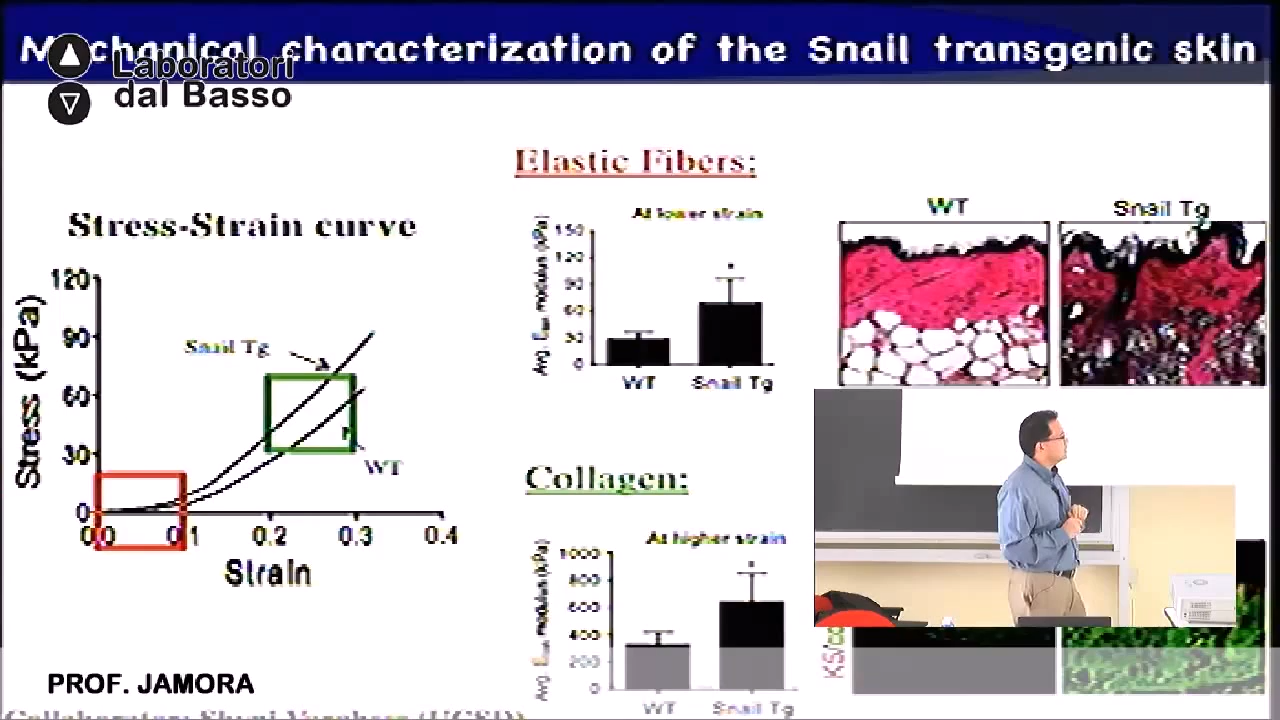 Mechanical characterization of the Snail transgenic skin
Laboratori
dal Basso
Elastic Fibers:
Stress-Strain curve
120
90
60
30
0
Stress (kPa)
0.0
0.1
0.2
0.3
0.4
Strain
Snail Tg
WT
At lower strain
150
120
90
60
30
0
WT
Snail Tg
WT
Snail Tg
Collagen:
At higher strain
1000
800
600
400
200
0
WT
Snail Tg
PROF. JAMORA